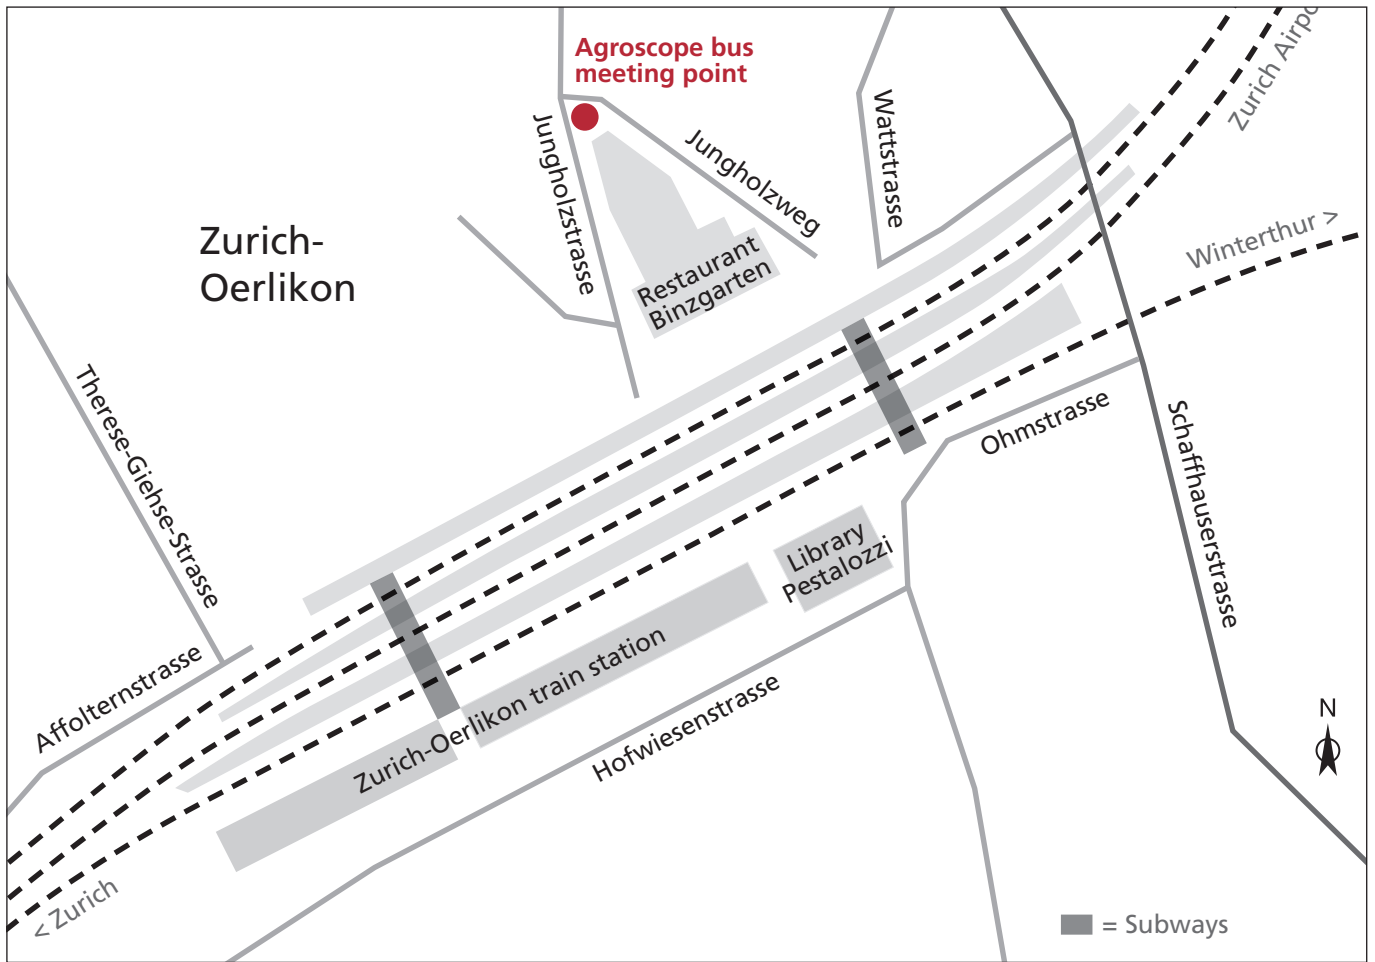 Agroscope bus
meeting point
Zurich Airpo
Wattstrasse
Jungholzstrasse
Jungholzweg
Zurich-
Oerlikon
Winterthur >
Restaurant
Binzgarten
Therese-Giehse-Strasse
Ohmstrasse
Schaffhauserstrasse
Library
Pestalozzi
Affolternstrasse
Zurich-Oerlikon train station
Hofwiesenstrasse
N
< Zurich
= Subways